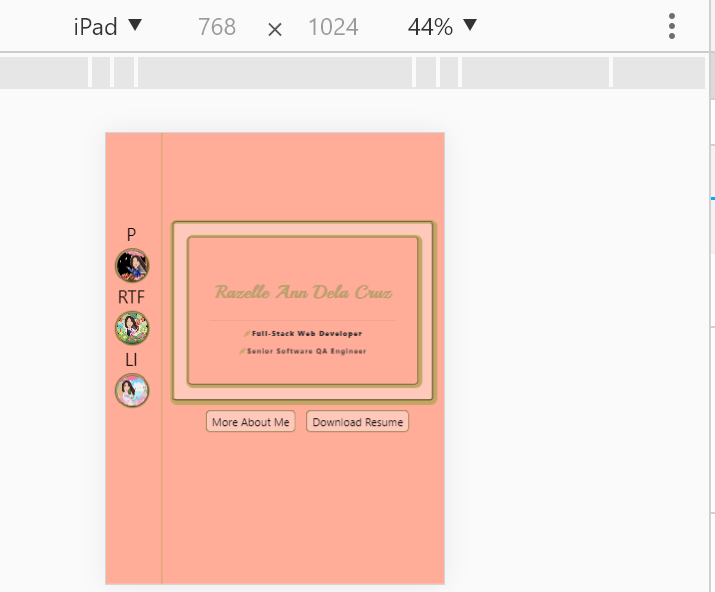 iPad 768 × 1024 44%
P
RTF
LI
Razelle Ann Dela Cruz
Full-Stack Web Developer
Senior Software QA Engineer
More About Me Download Resume